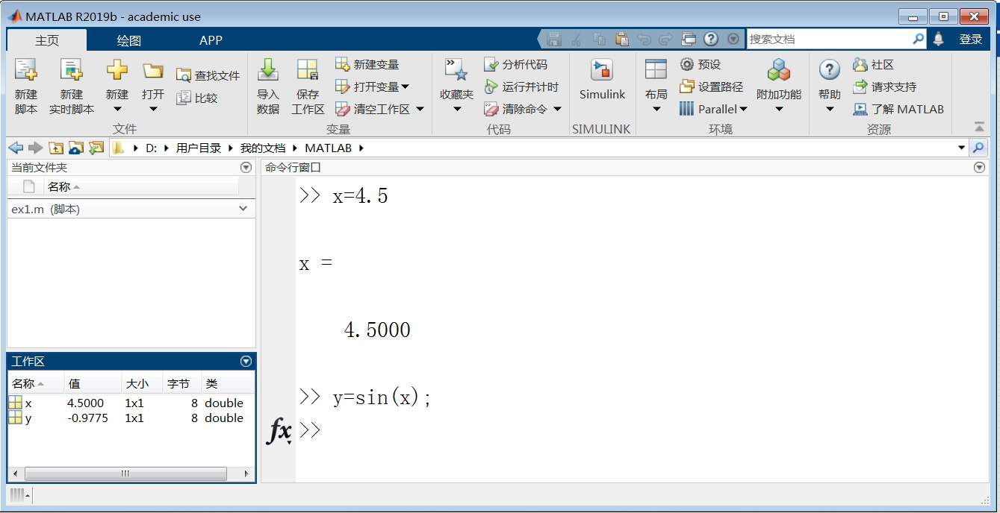 MATLAB R2019b - academic use
主页 绘图 APP 搜索文档 登录
新建脚本 新建实时脚本 新建 打开 查找文件 比较
导入数据 保存工作区 新建变量 打开变量 清空工作区
收藏夹 分析代码 运行并计时 清除命令
Simulink
布局 预设 设置路径 Parallel 附加功能
帮助 社区 请求支持 了解 MATLAB
文件 变量 代码 SIMULINK 环境 资源
D: 用户目录 我的文档 MATLAB
当前文件夹
名称
ex1.m (脚本)
工作区
名称 值 大小 字节 类
x 4.5000 1x1 8 double
y -0.9775 1x1 8 double
命令行窗口
>> x=4.5
x =
4.5000
>> y=sin(x);
fx >>